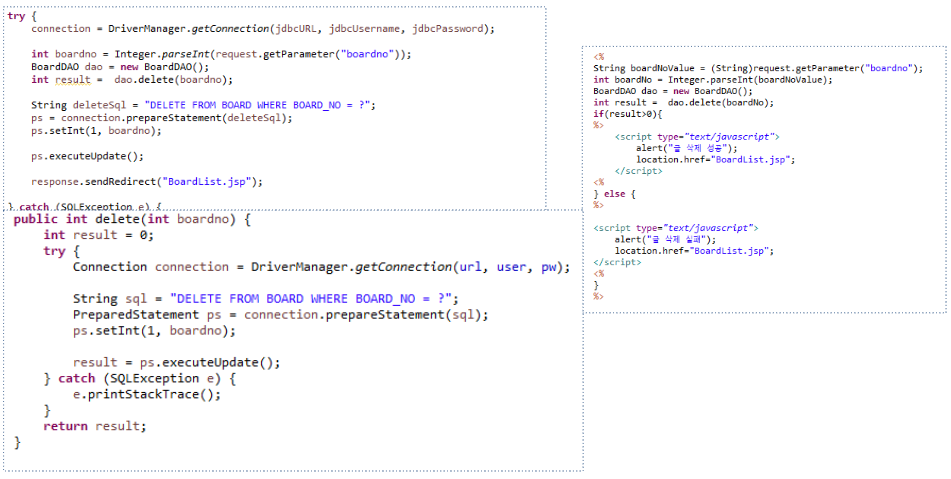 try {
connection = DriverManager.getConnection(jdbcURL, jdbcUsername, jdbcPassword);
int boardno = Integer.parseInt(request.getParameter("boardno"));
BoardDAO dao = new BoardDAO();
int result =  dao.delete(boardno);
String deleteSql = "DELETE FROM BOARD WHERE BOARD_NO = ?";
ps = connection.prepareStatement(deleteSql);
ps.setInt(1, boardno);
ps.executeUpdate();
response.sendRedirect("BoardList.jsp");
} catch (SQLException e) {
public int delete(int boardno) {
int result = 0;
try {
Connection connection = DriverManager.getConnection(url, user, pw);
String sql = "DELETE FROM BOARD WHERE BOARD_NO = ?";
PreparedStatement ps = connection.prepareStatement(sql);
ps.setInt(1, boardno);
result = ps.executeUpdate();
} catch (SQLException e) {
e.printStackTrace();
}
return result;
}
<%
String boardNoValue = (String)request.getParameter("boardno");
int boardNo = Integer.parseInt(boardNoValue);
BoardDAO dao = new BoardDAO();
int result =  dao.delete(boardNo);
if(result>0){
%>
<script type="text/javascript">
alert("글 삭제 성공");
location.href="BoardList.jsp";
</script>
<%
} else {
%>
<script type="text/javascript">
alert("글 삭제 실패");
location.href="BoardList.jsp";
</script>
<%
}
%>